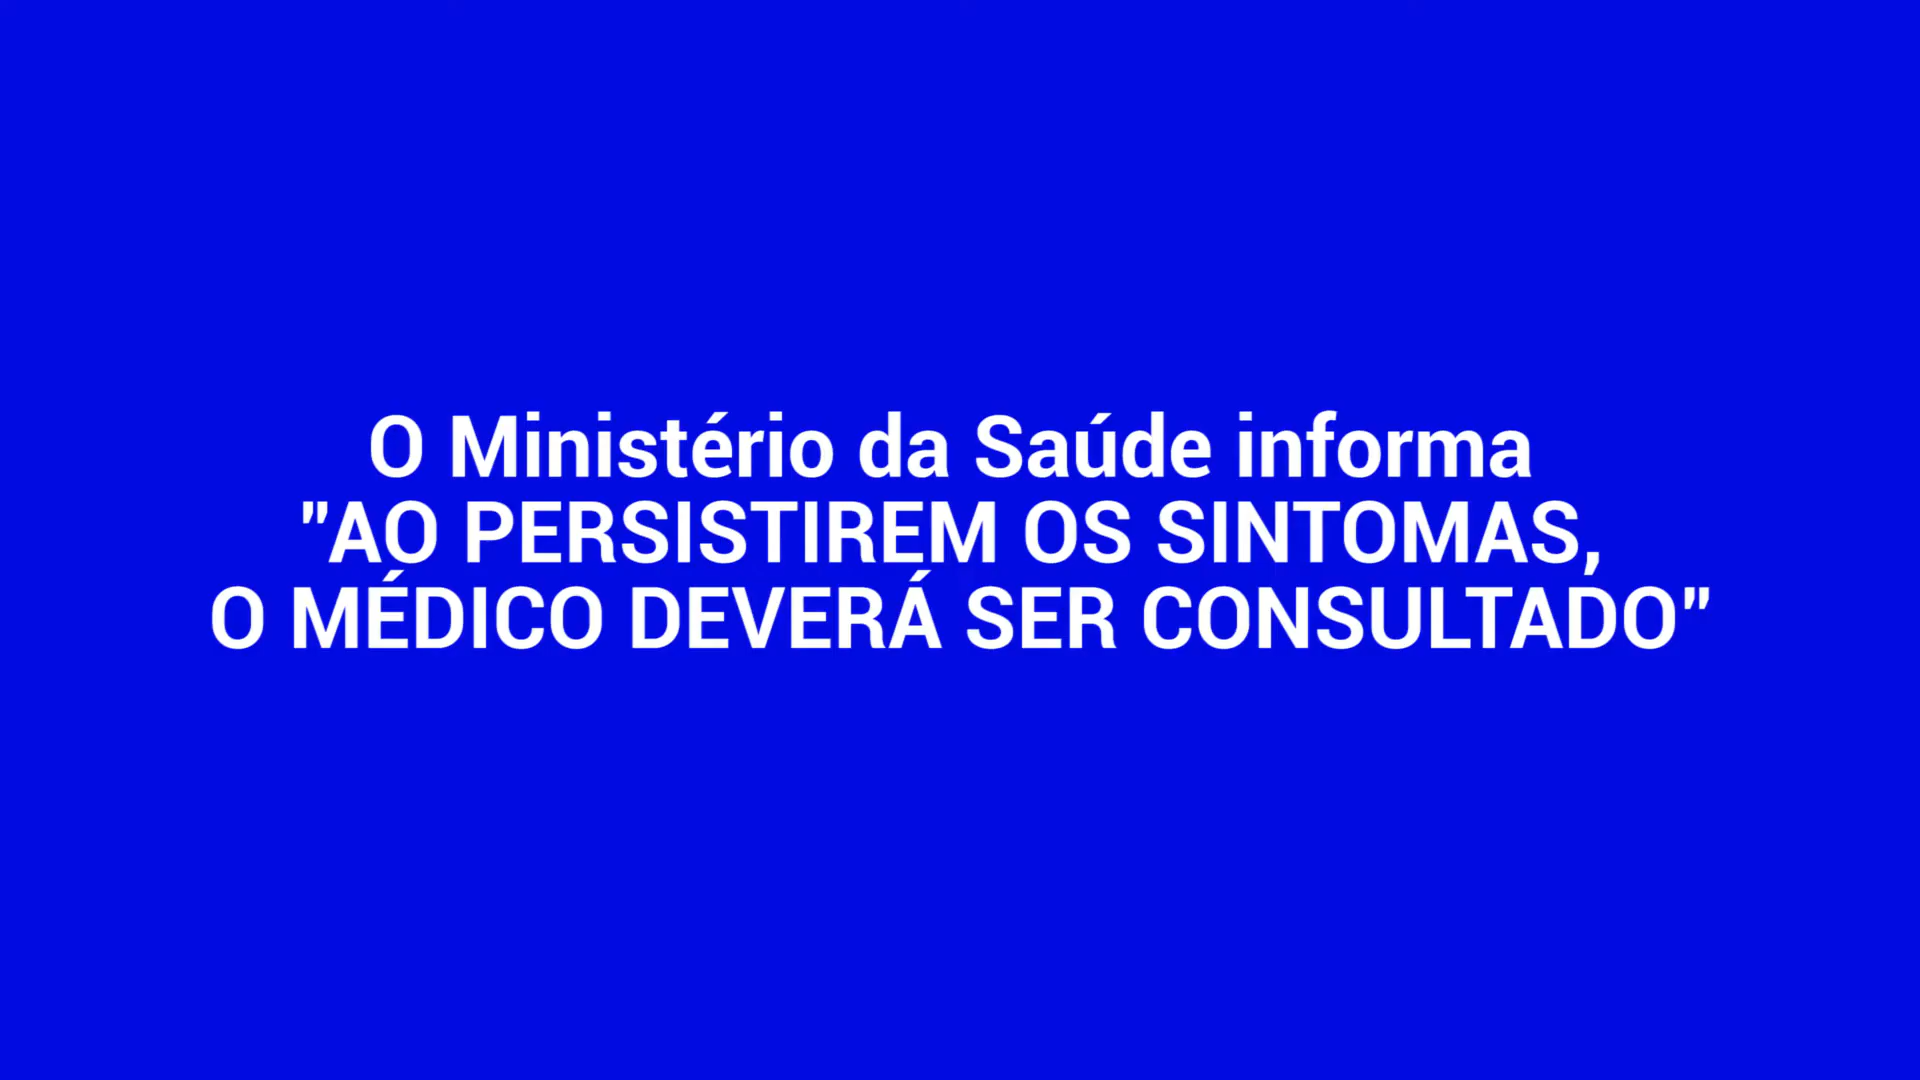 O Ministério da Saúde informa
"AO PERSISTIREM OS SINTOMAS,
O MÉDICO DEVERÁ SER CONSULTADO"